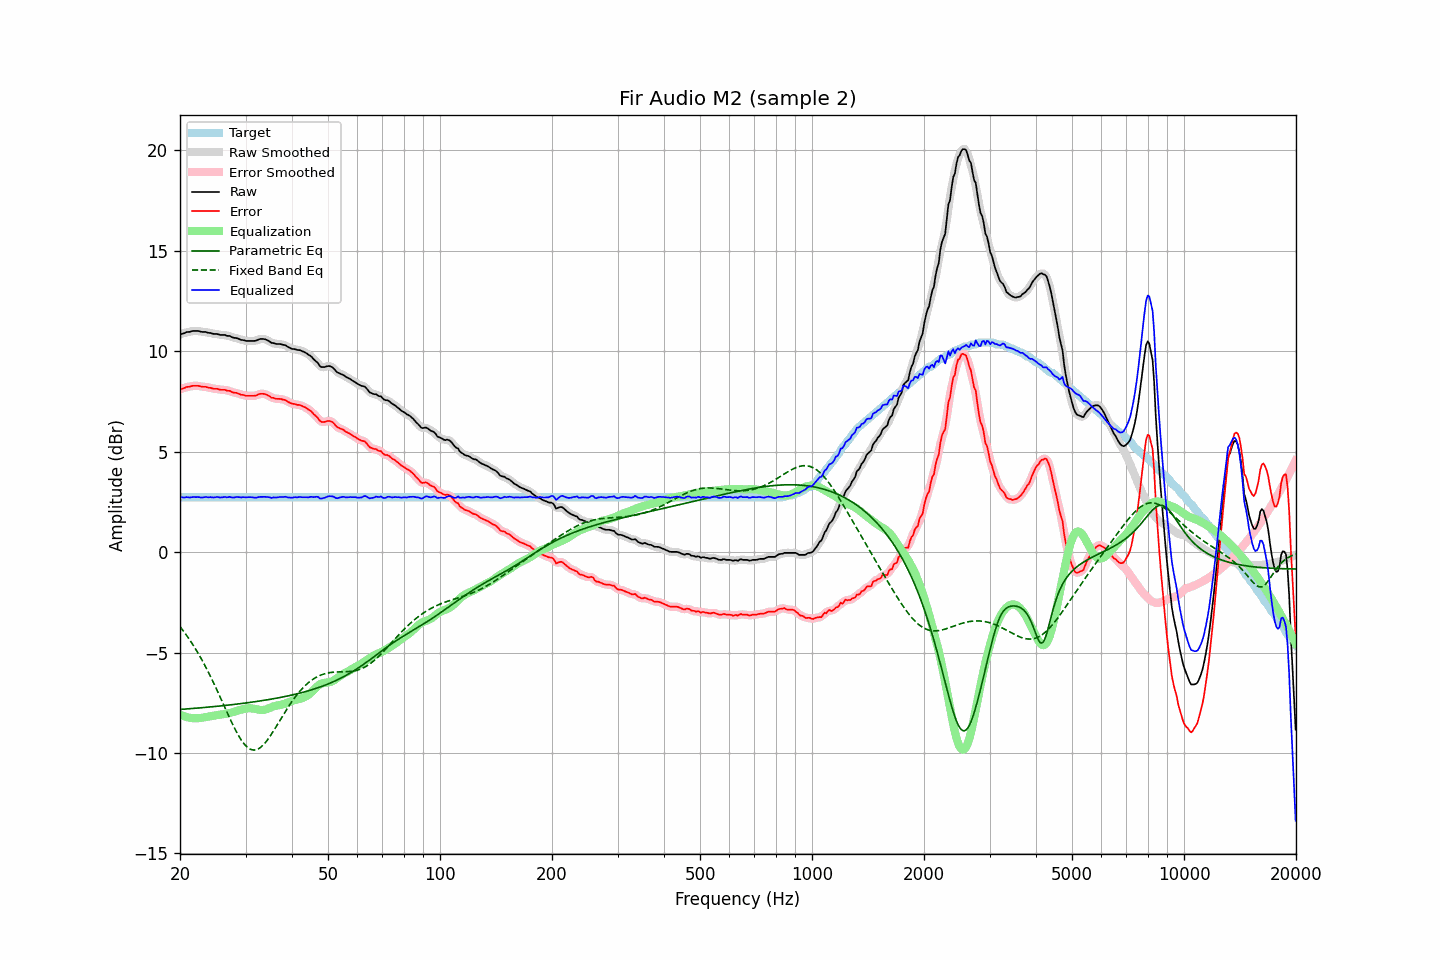 Fir Audio M2 (sample 2)
Target
Raw Smoothed
Error Smoothed
Raw
Error
Equalization
Parametric Eq
Fixed Band Eq
Equalized
20
15
10
5
0
−5
−10
−15
Amplitude (dBr)
20 50 100 200 500 1000 2000 5000 10000 20000
Frequency (Hz)